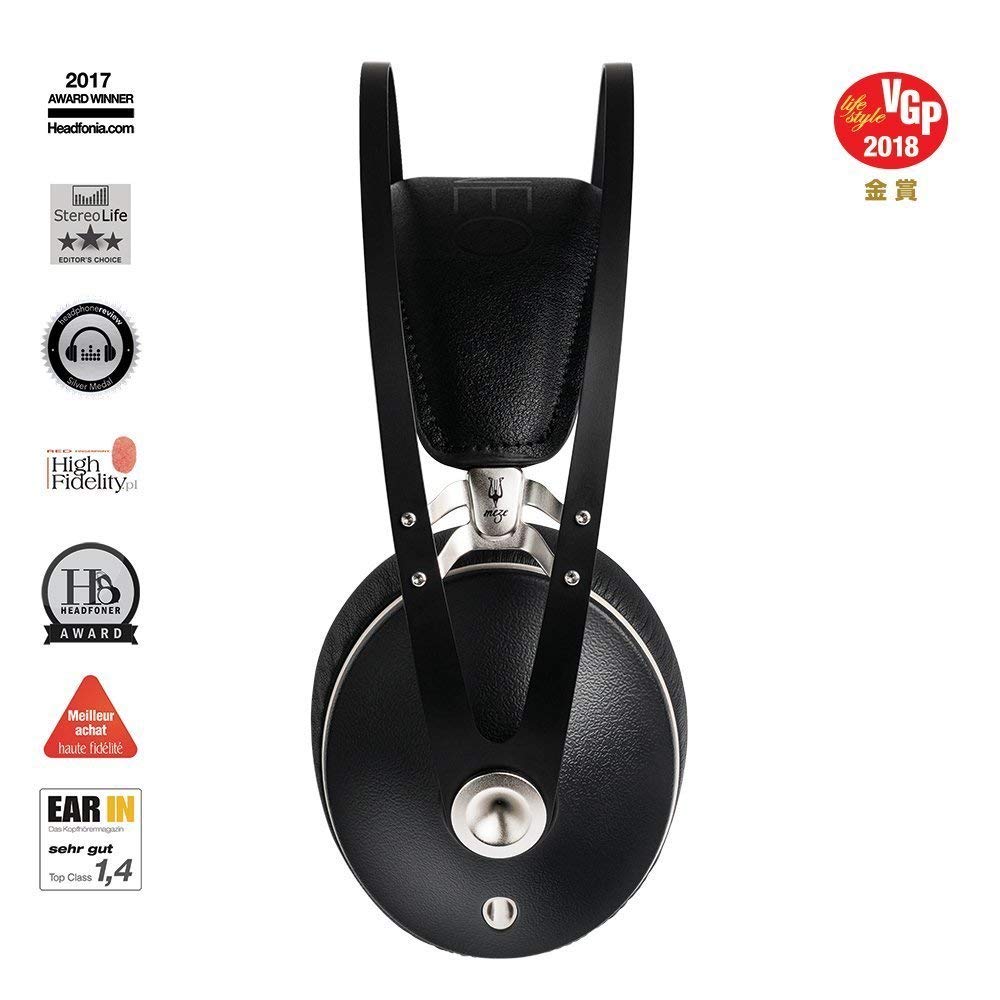 2017
AWARD WINNER
Headfonia.com
StereoLife
EDITOR'S CHOICE
headphonereview
Silver Medal
RED FINGERPRINT
High
Fidelity.pl
H
HEADFONER
AWARD
Meilleur
achat
haute fidélité
EAR IN
Das Kopfhörermagazin
sehr gut
Top Class 1,4
meze
life
style
VGP
2018
金賞